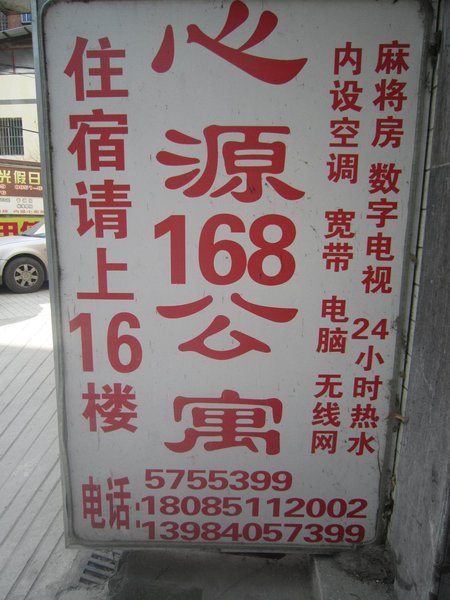 住宿请上16楼
心源168公寓
内设空调 宽带 电脑 无线网
麻将房 数字电视 24小时热水
电话:
5755399
18085112002
13984057399
光假日